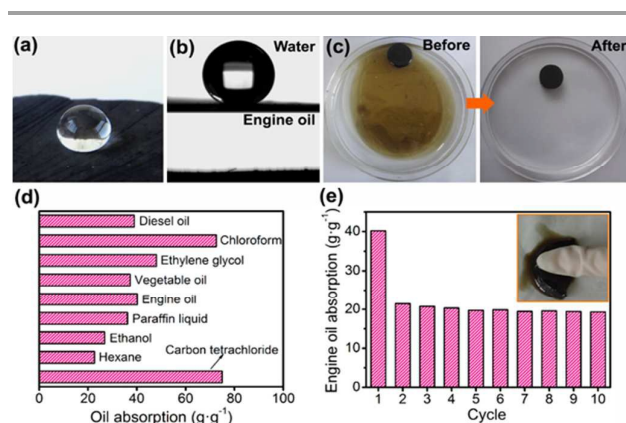 (a)
(b)
Water
Engine oil
(c)
Before
After
(d)
Diesel oil
Chloroform
Ethylene glycol
Vegetable oil
Engine oil
Paraffin liquid
Ethanol
Hexane
Carbon tetrachloride
0 20 40 60 80 100
Oil absorption (g·g⁻¹)
(e)
Engine oil absorption (g·g⁻¹)
40
30
20
10
0
1 2 3 4 5 6 7 8 9 10
Cycle